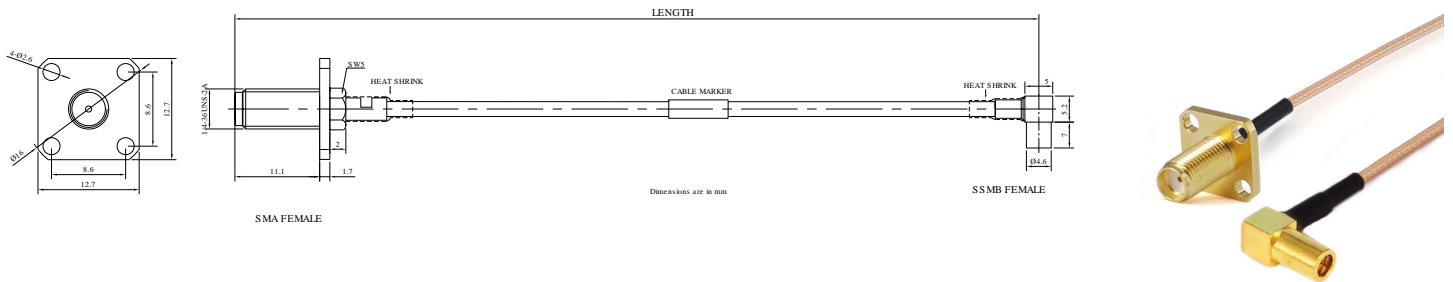 LENGTH
4-Ø2.6
SW5
HEAT SHRINK
CABLE MARKER
HEAT SHRINK
5
1/4-36UNS-2A
8.6
12.7
5.2
7
Ø16
2
8.6
11.1
1.7
Ø4.6
12.7
Dimensions are in mm
SSMB FEMALE
SMA FEMALE